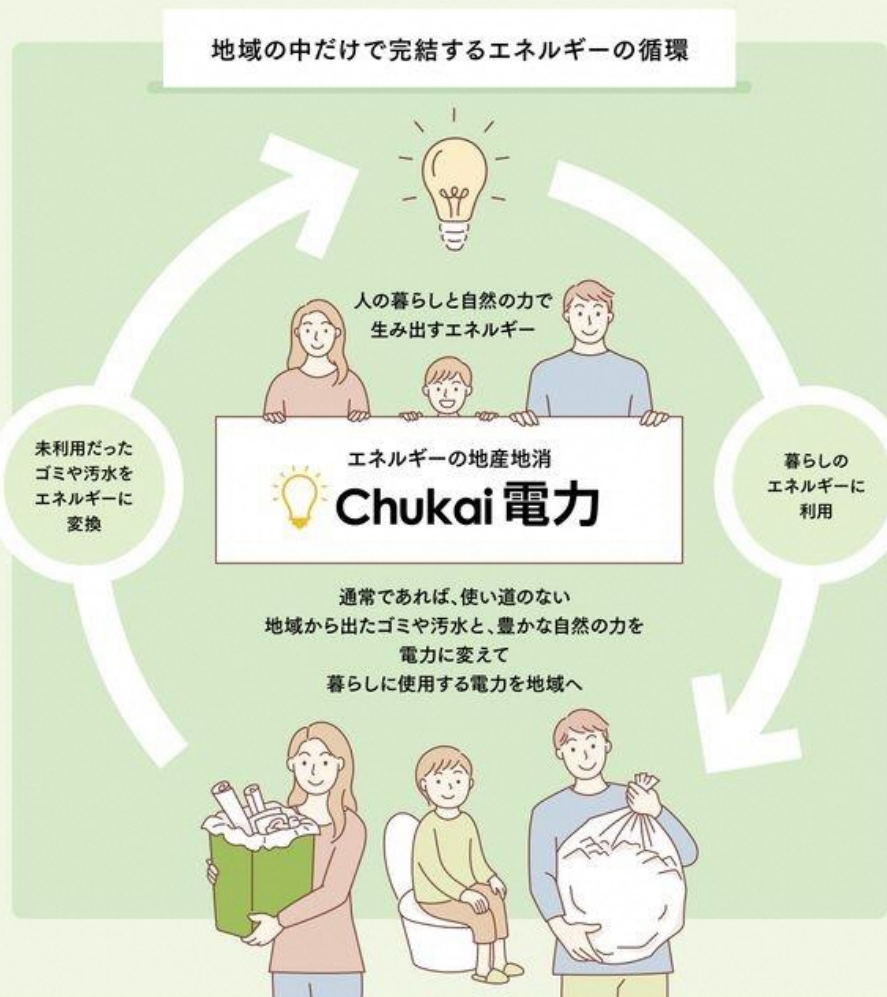 地域の中だけで完結するエネルギーの循環
人の暮らしと自然の力で
生み出すエネルギー
未利用だった
ゴミや汚水を
エネルギーに
変換
エネルギーの地産地消
Chukai電力
暮らしの
エネルギーに
利用
通常であれば、使い道のない
地域から出たゴミや汚水と、豊かな自然の力を
電力に変えて
暮らしに使用する電力を地域へ